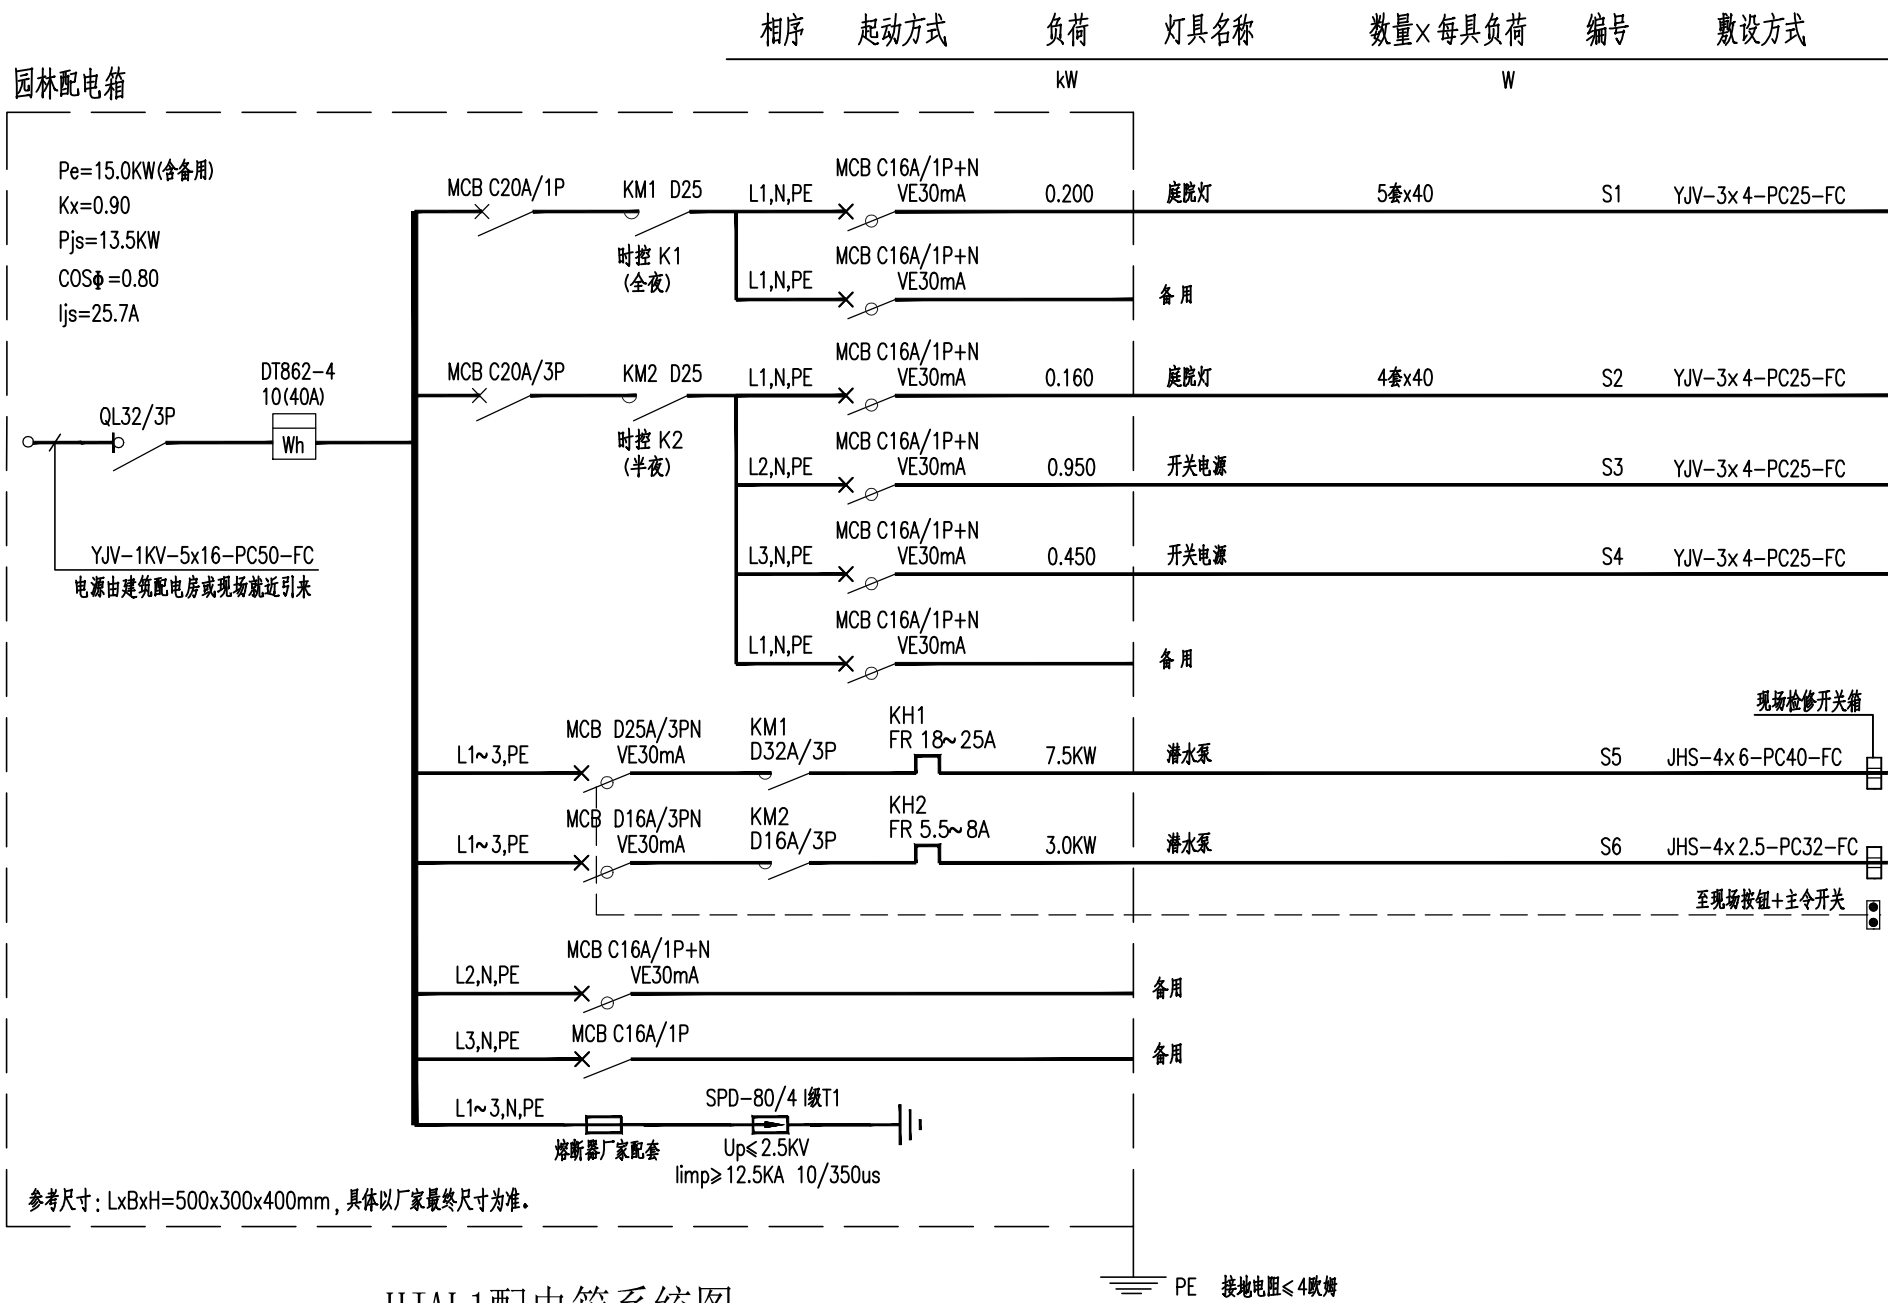 相序 起动方式 负荷 灯具名称 数量×每具负荷 编号 敷设方式
kW W
园林配电箱
Pe=15.0KW(含备用)
Kx=0.90
Pjs=13.5KW
COSΦ=0.80
Ijs=25.7A
QL32/3P
DT862-4
10(40A)
Wh
YJV-1KV-5x16-PC50-FC
电源由建筑配电房或现场就近引来
MCB C20A/1P KM1 D25
时控 K1
(全夜)
L1,N,PE MCB C16A/1P+N
VE30mA 0.200 庭院灯 5套x40 S1 YJV-3x4-PC25-FC
L1,N,PE MCB C16A/1P+N
VE30mA 备用
MCB C20A/3P KM2 D25
时控 K2
(半夜)
L1,N,PE MCB C16A/1P+N
VE30mA 0.160 庭院灯 4套x40 S2 YJV-3x4-PC25-FC
L2,N,PE MCB C16A/1P+N
VE30mA 0.950 开关电源 S3 YJV-3x4-PC25-FC
L3,N,PE MCB C16A/1P+N
VE30mA 0.450 开关电源 S4 YJV-3x4-PC25-FC
L1,N,PE MCB C16A/1P+N
VE30mA 备用
现场检修开关箱
L1~3,PE MCB D25A/3PN
VE30mA KM1
D32A/3P KH1
FR 18~25A 7.5KW 潜水泵 S5 JHS-4x6-PC40-FC
L1~3,PE MCB D16A/3PN
VE30mA KM2
D16A/3P KH2
FR 5.5~8A 3.0KW 潜水泵 S6 JHS-4x2.5-PC32-FC
至现场按钮+主令开关
L2,N,PE MCB C16A/1P+N
VE30mA 备用
L3,N,PE MCB C16A/1P 备用
L1~3,N,PE SPD-80/4 I级T1
熔断器厂家配套 Up≤2.5KV
Iimp≥12.5KA 10/350us
参考尺寸: LxBxH=500x300x400mm, 具体以厂家最终尺寸为准。
PE 接地电阻≤4欧姆
配电箱系统图